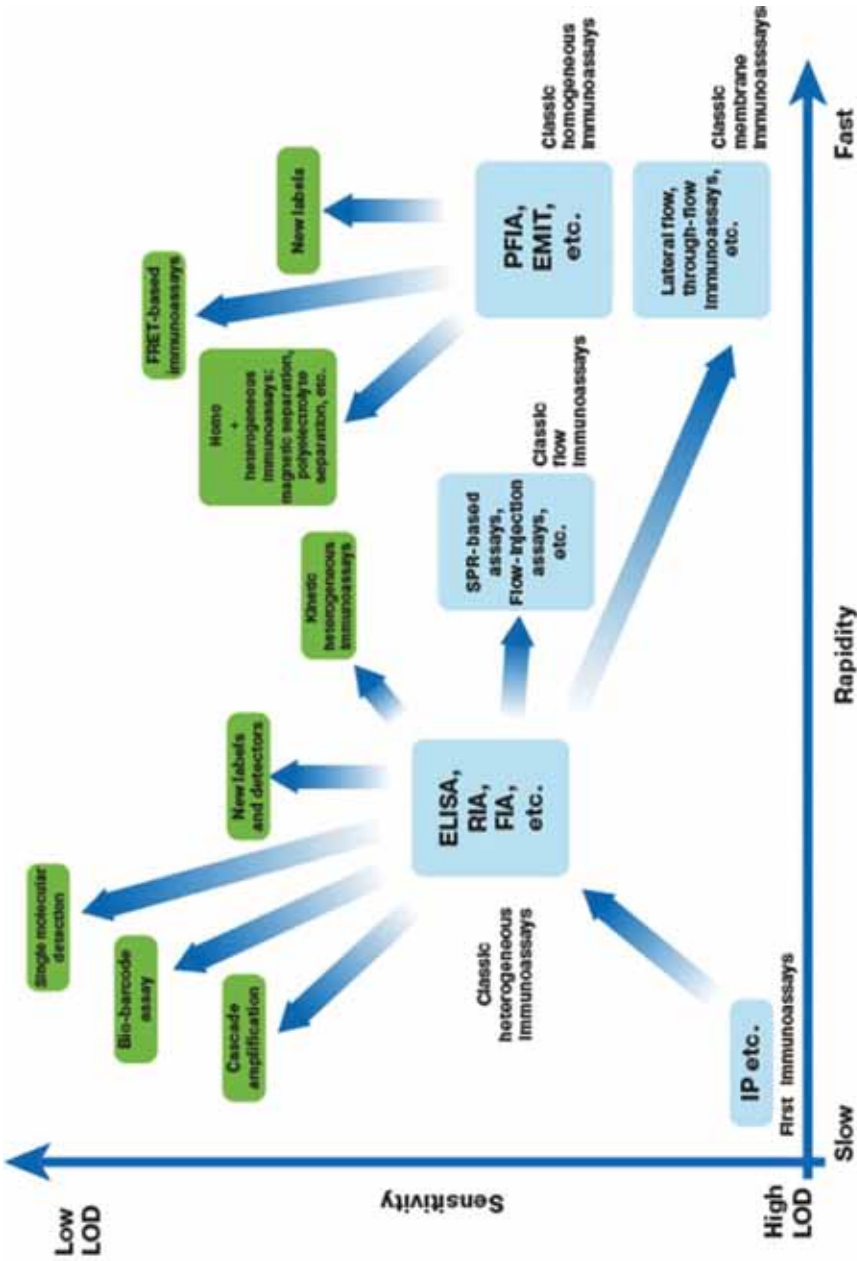 Low
LOD
Sensitivity
High
LOD
Single molecular
detection
Bio-barcode
assay
Cascade
amplification
New labels
and detectors
Kinetic
heterogeneous
immunoassays
Homo
+
heterogeneous
immunoassays:
magnetic separation,
polyelectrolyte
separation, etc.
FRET-based
immunoassays
New labels
Classic
heterogeneous
immunoassays
ELISA,
RIA,
FIA,
etc.
SPR-based
assays,
Flow-injection
assays,
etc.
Classic
flow
immunoassays
PFIA,
EMIT,
etc.
Classic
homogeneous
immunoassays
Lateral flow,
through-flow
immunoassays,
etc.
Classic
membrane
immunoassays
IP etc.
First immunoassays
Slow
Rapidity
Fast